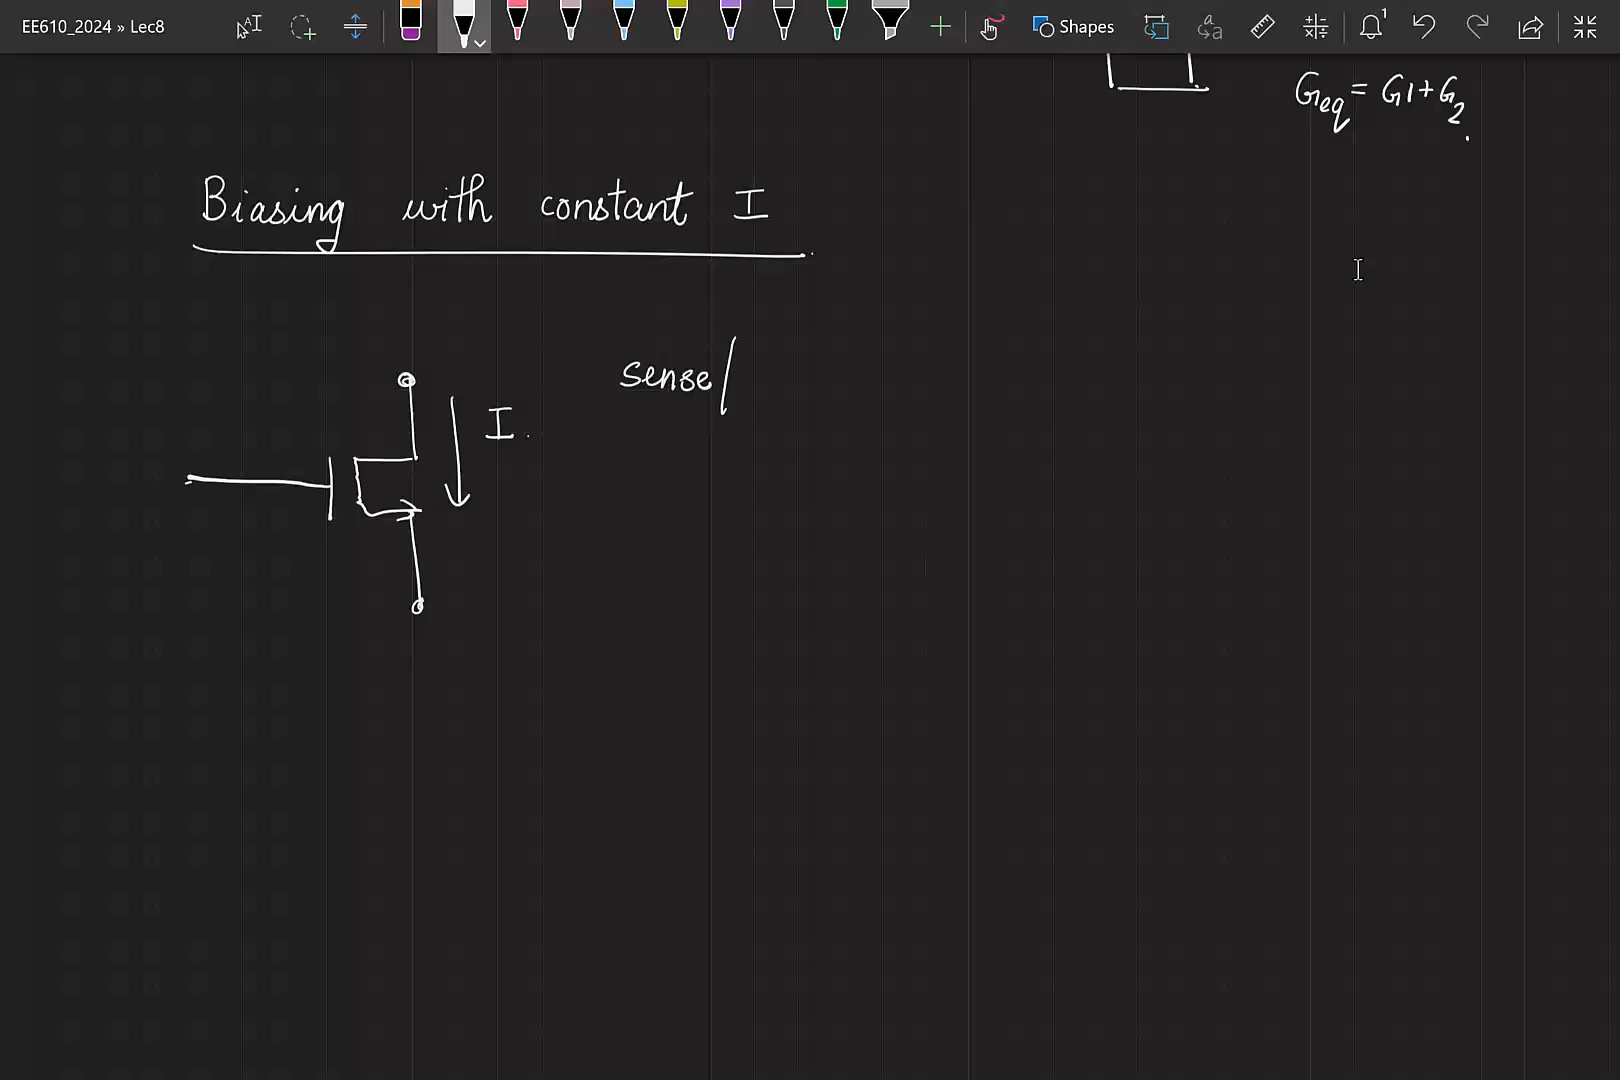 EE610_2024 » Lec8
Shapes
Geq = G1+G2.
Biasing with constant I
sense/
I.